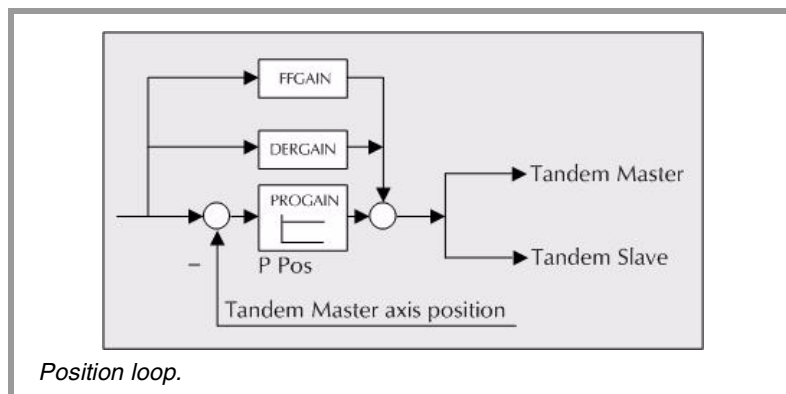 FFGAIN
DERGAIN
PROGAIN
Tandem Master
Tandem Slave
–
P Pos
Tandem Master axis position
Position loop.